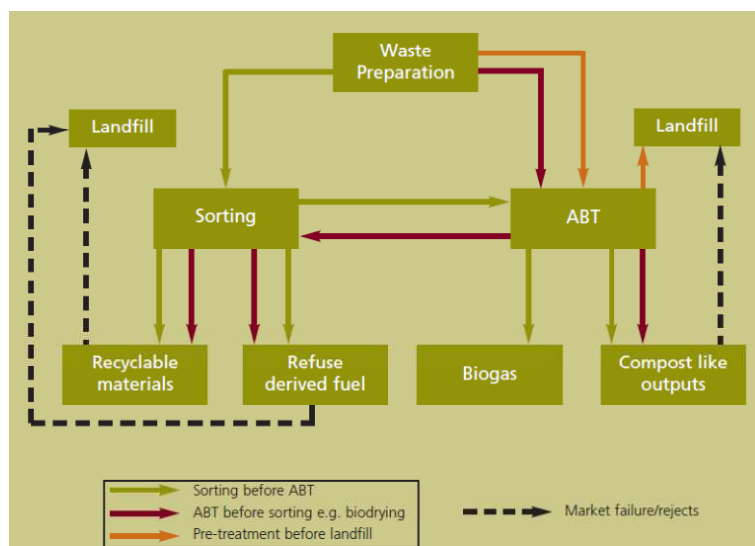 Waste
Preparation
Landfill
Landfill
Sorting
ABT
Recyclable
materials
Refuse
derived fuel
Biogas
Compost like
outputs
Sorting before ABT
ABT before sorting e.g. biodrying
Pre-treatment before landfill
Market failure/rejects